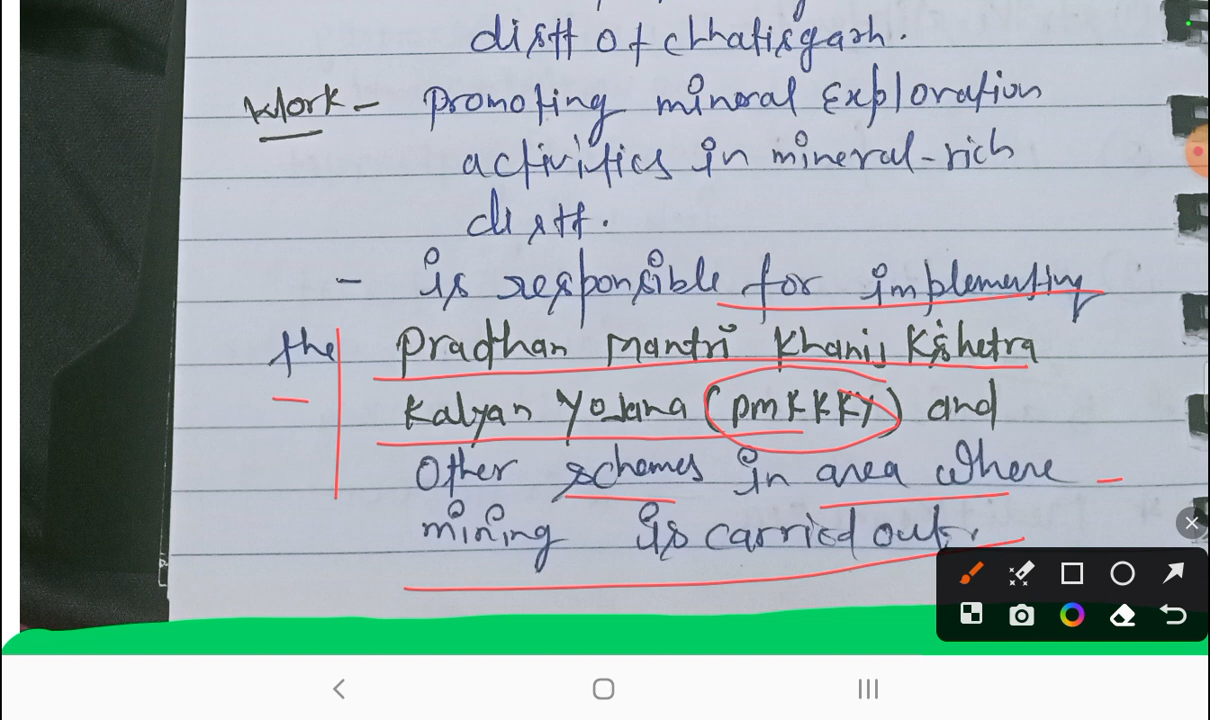 distt of chhatisgarh.
Work - Promoting mineral Exploration
activities in mineral-rich
distt.
- is responsible for implementing
the Pradhan Mantri Khanij Kshetra
Kalyan Yojana (PMKKKY) and
Other schemes in area where
mining is carried out.